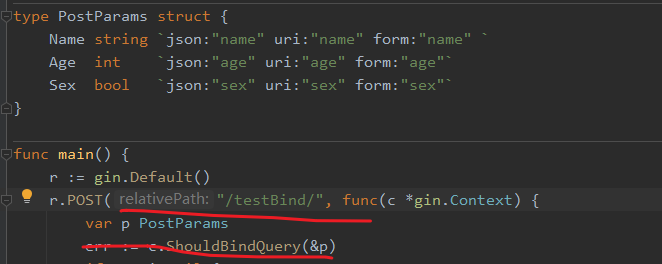 type PostParams struct {
Name string `json:"name" uri:"name" form:"name" `
Age int `json:"age" uri:"age" form:"age"`
Sex bool `json:"sex" uri:"sex" form:"sex"`
}
func main() {
r := gin.Default()
r.POST( relativePath: "/testBind/", func(c *gin.Context) {
var p PostParams
err := c.ShouldBindQuery(&p)